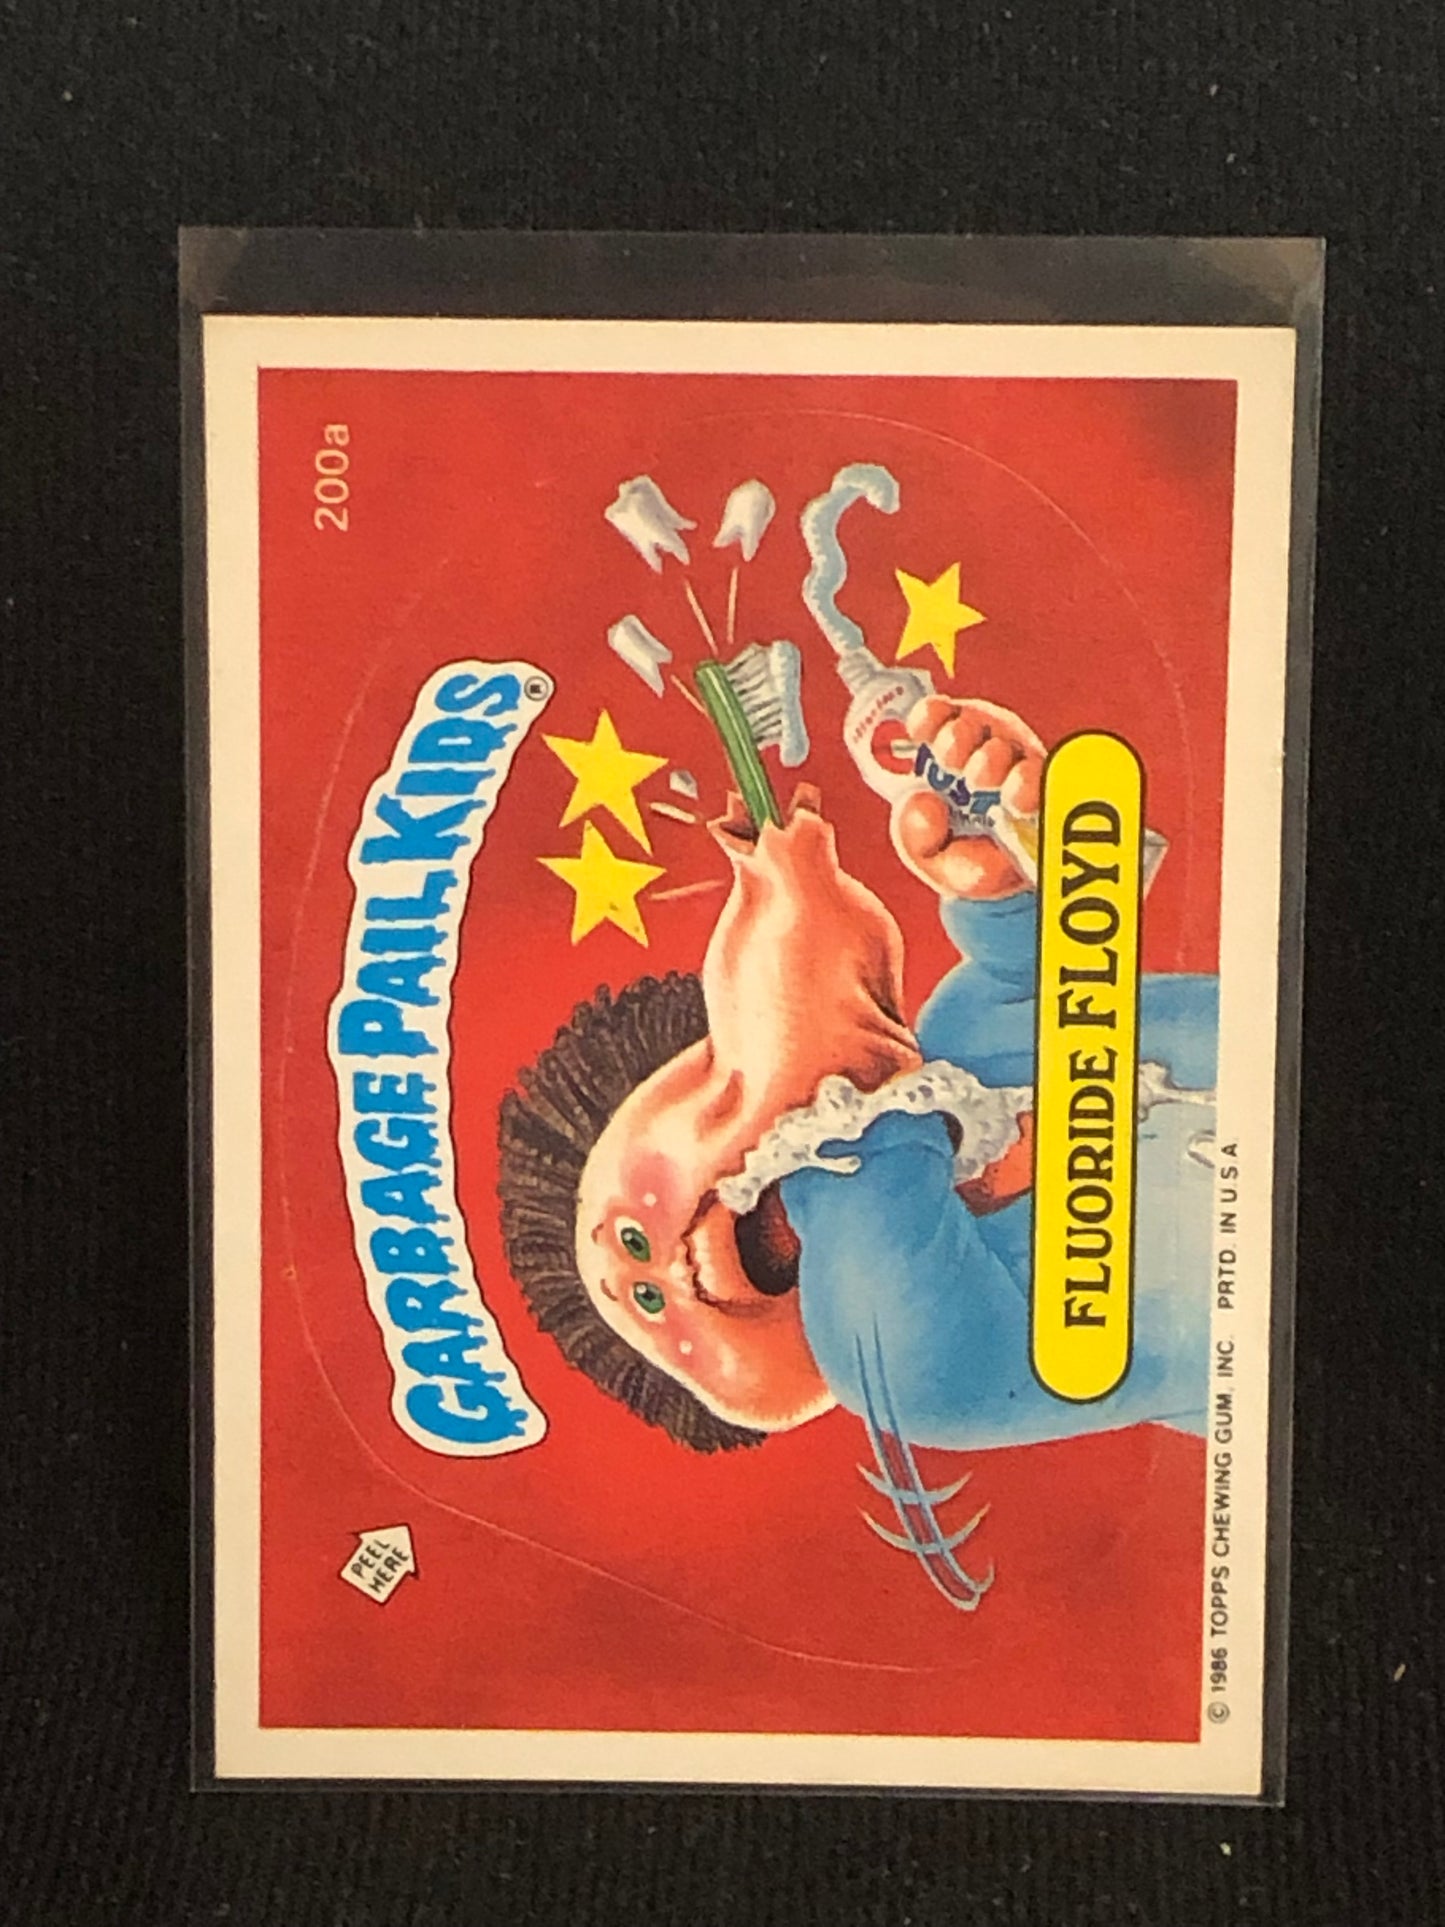 200a
PEEL
HERE
GARBAGE PAIL KIDS®
FLUORIDE FLOYD
© 1986 TOPPS CHEWING GUM, INC. PRTD. IN U.S.A